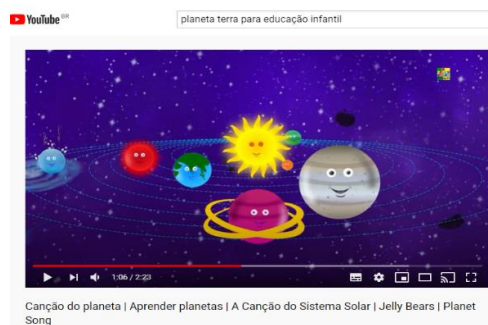 YouTube BR
planeta terra para educação infantil
1:06 / 2:23
Canção do planeta | Aprender planetas | A Canção do Sistema Solar | Jelly Bears | Planet
Song